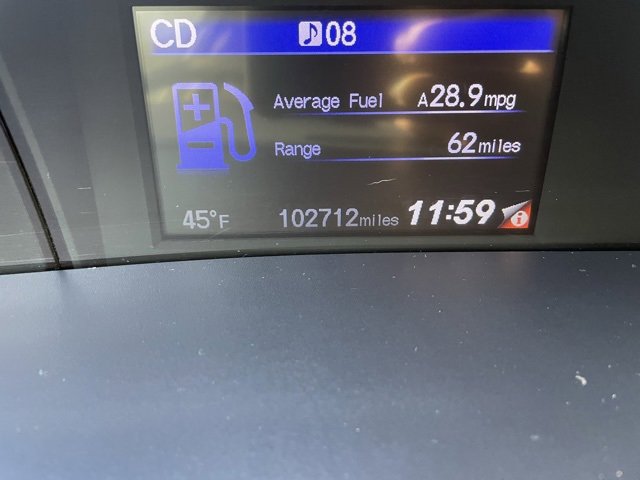 CD 08
Average Fuel A28.9mpg
Range 62miles
45°F 102712miles 11:59 i